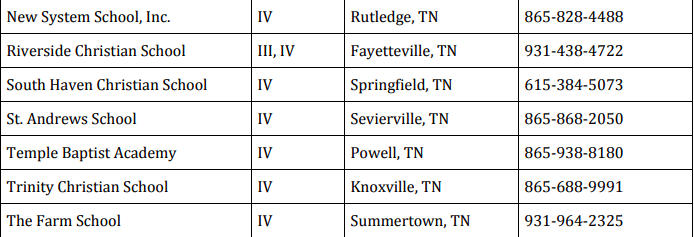 New System School, Inc. IV Rutledge, TN 865-828-4488
Riverside Christian School III, IV Fayetteville, TN 931-438-4722
South Haven Christian School IV Springfield, TN 615-384-5073
St. Andrews School IV Sevierville, TN 865-868-2050
Temple Baptist Academy IV Powell, TN 865-938-8180
Trinity Christian School IV Knoxville, TN 865-688-9991
The Farm School IV Summertown, TN 931-964-2325